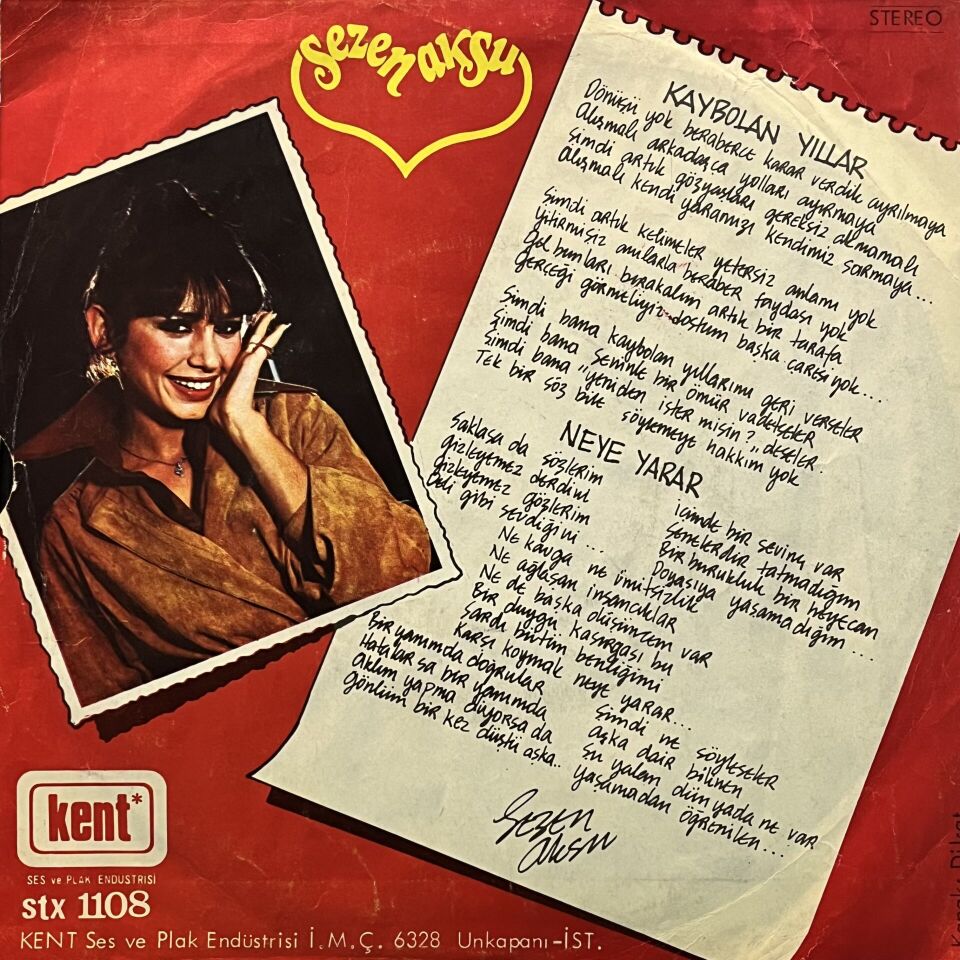 STEREO
sezen aksu
KAYBOLAN YILLAR
Dönüşü yok beraberce karar verdik ayrılmaya
Alışmalı arkadaşça yolları ayırmaya
Şimdi artık gözyaşları gereksiz akmamalı
Alışmalı kendi yaramızı kendimiz sarmaya...
Şimdi artık kelimeler yetersiz anlamı yok
Yitirmişiz anılarla beraber faydası yok
Gel bunları bırakalım artık bir tarafa
Gerçeği görmeliyiz dostum başka çaresi yok...
Şimdi bana kaybolan yıllarımı geri verseler
Şimdi bana seninle bir ömür vadetseler
Şimdi bana "yeniden ister misin?" deseler.
Tek bir söz bile söylemeye hakkım yok
NEYE YARAR
Saklasa da sözlerim
Gizleyemez derdimi
Gizleyemez gözlerim
Deli gibi sevdiğini...
Ne kavga ne ümitsizlik
Ne ağlasam insancıklar
Ne de başka düşüncem var
Bir duygu kasırgası bu
Sardı bütün benliğimi
Karşı koymak neye yarar...
Bir yanımda doğrular
Hatalarsa bir yanımda
Aklım yapma diyorsa da
Gönlüm bir kez düştü aşka..
İçimde bir sevinç var
Senelerdir tatmadığım
Bir burukluk bir heyecan
Doyasıya yaşamadığım....
Şimdi ne söyleseler
aşka dair bilinen
Şu yalan dünyada ne var
yaşamadan öğrenilen...
Sezen
Aksu
kent*
SES ve PLAK ENDÜSTRİSİ
stx 1108
KENT Ses ve Plak Endüstrisi İ.M.Ç. 6328 Unkapanı-İST.